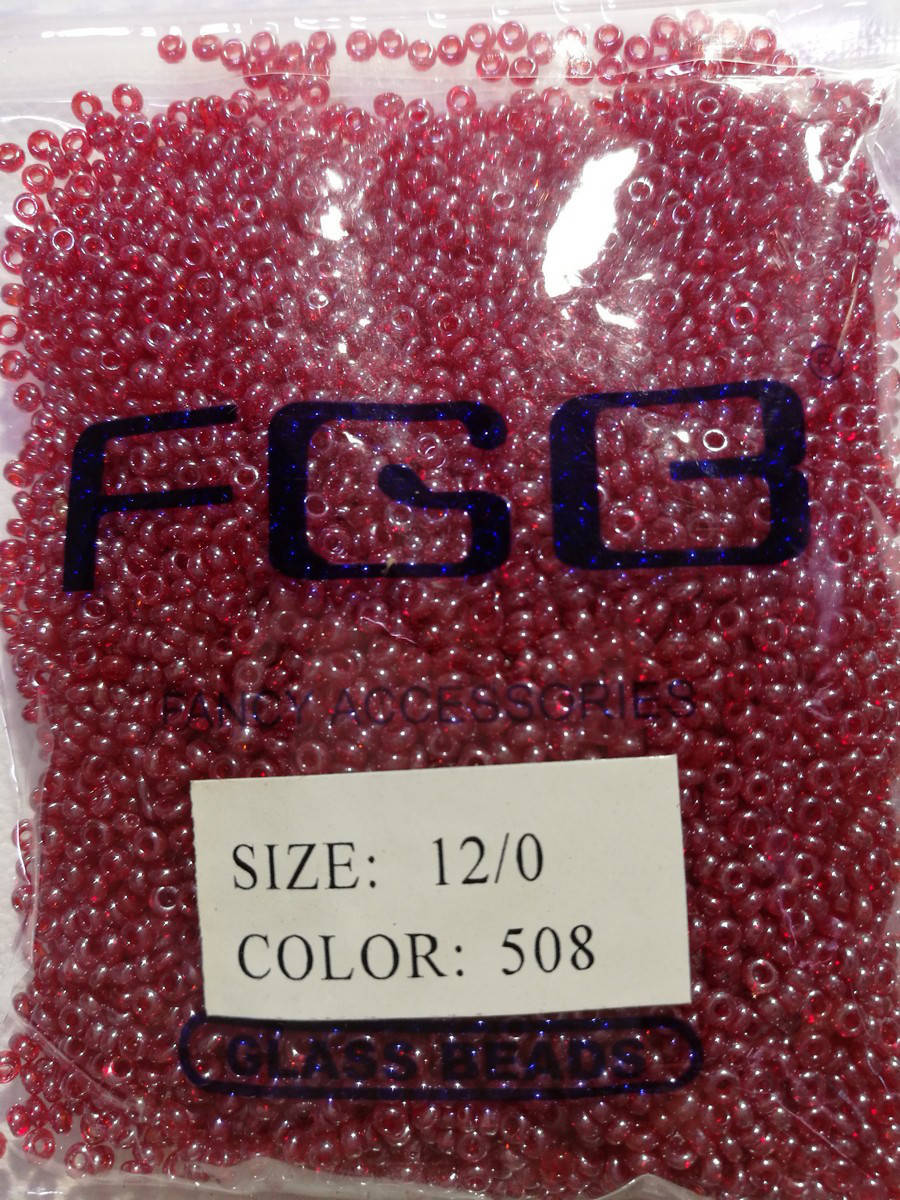 FGB®
FANCY ACCESSORIES
SIZE: 12/0
COLOR: 508
GLASS BEADS